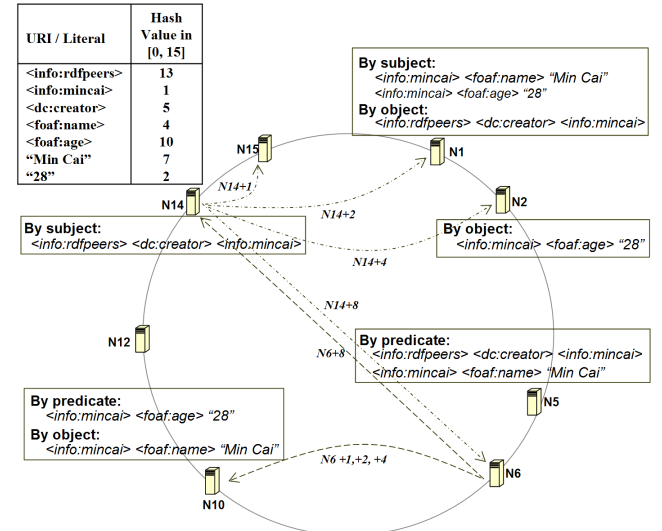 URI / Literal
Hash Value in [0, 15]
<info:rdfpeers> 13
<info:mincai> 1
<dc:creator> 5
<foaf:name> 4
<foaf:age> 10
“Min Cai” 7
“28” 2
By subject:
<info:mincai> <foaf:name> “Min Cai”
<info:mincai> <foaf:age> “28”
By object:
<info:rdfpeers> <dc:creator> <info:mincai>
N15
N1
N14+1
N14
N14+2
N2
By subject:
<info:rdfpeers> <dc:creator> <info:mincai>
By object:
<info:mincai> <foaf:age> “28”
N14+4
N14+8
N12
N6+8
By predicate:
<info:rdfpeers> <dc:creator> <info:mincai>
<info:mincai> <foaf:name> “Min Cai”
By predicate:
<info:mincai> <foaf:age> “28”
By object:
<info:mincai> <foaf:name> “Min Cai”
N5
N6 +1,+2, +4
N6
N10